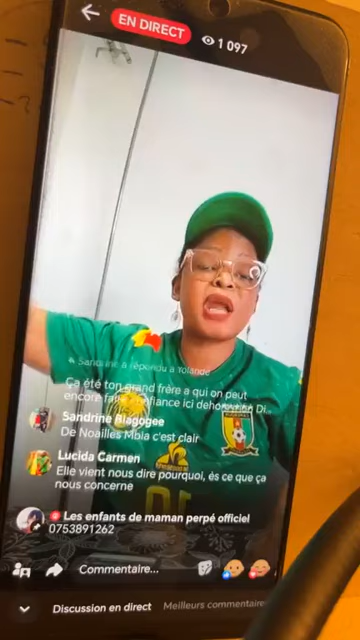 EN DIRECT
1 097
Sandrine a répondu à Yolande
Ça été ton grand frère a qui on peut
encore faire confiance ici dehors
Sandrine Blagogee
De Noailles Mbia c'est clair
Lucida Carmen
Elle vient nous dire pourquoi, ès ce que ça
nous concerne
Les enfants de maman perpé officiel
0753891262
10
Commentaire...
Discussion en direct Meilleurs commentaires